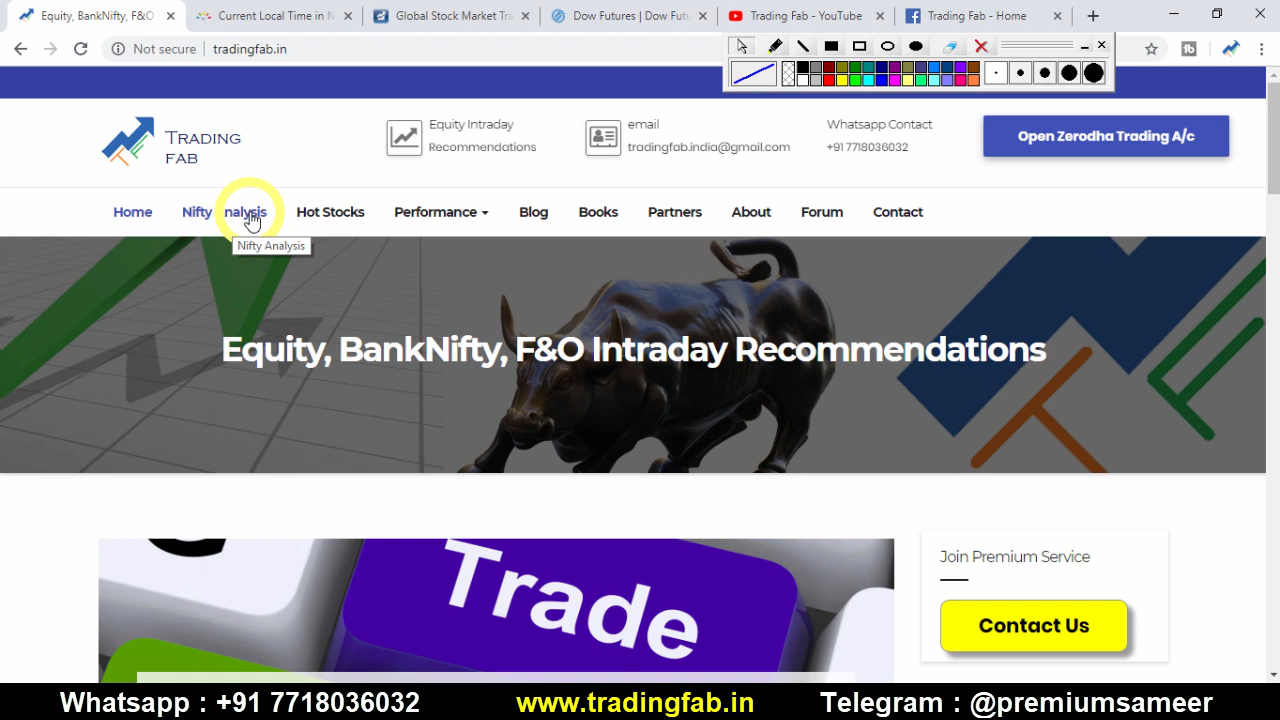 Equity, BankNifty, F&O
Current Local Time in N
Global Stock Market Tra
Dow Futures | Dow Futu
Trading Fab - YouTube
Trading Fab - Home
Not secure
tradingfab.in
TRADING
FAB
Equity Intraday
Recommendations
email
tradingfab.india@gmail.com
Whatsapp Contact
+91 7718036032
Open Zerodha Trading A/c
Home
Nifty Analysis
Hot Stocks
Performance
Blog
Books
Partners
About
Forum
Contact
Nifty Analysis
Equity, BankNifty, F&O Intraday Recommendations
Trade
Join Premium Service
Contact Us
Whatsapp : +91 7718036032
www.tradingfab.in
Telegram : @premiumsameer